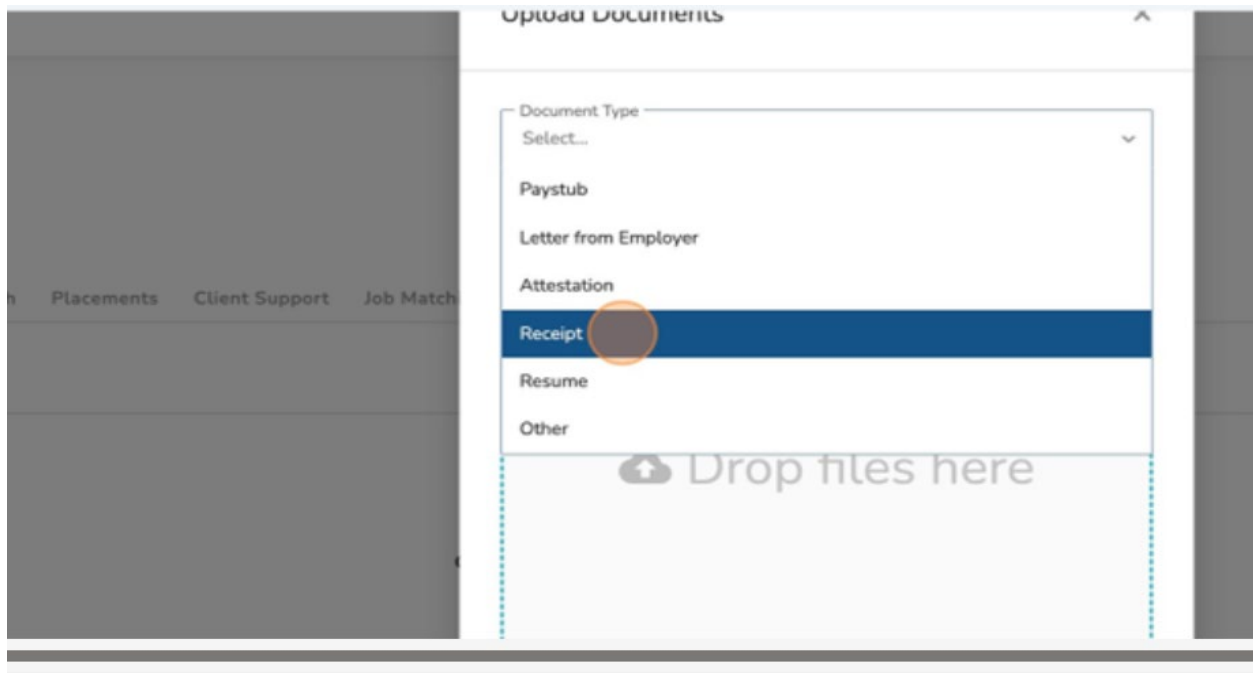 Upload Documents
Document Type
Select...
Paystub
Letter from Employer
Placements Client Support Job Match
Attestation
Receipt
Resume
Other
Drop files here